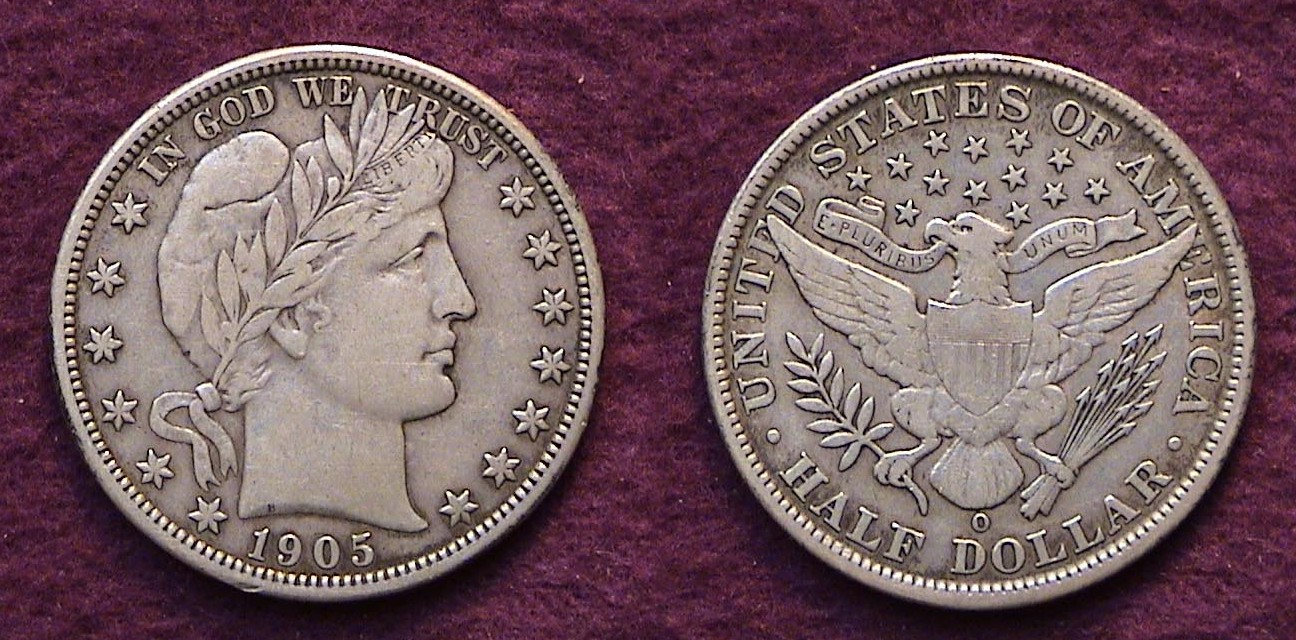 IN GOD WE TRUST
LIBERTY
B
1905
UNITED STATES OF AMERICA
E·PLURIBUS UNUM
O
· HALF DOLLAR ·